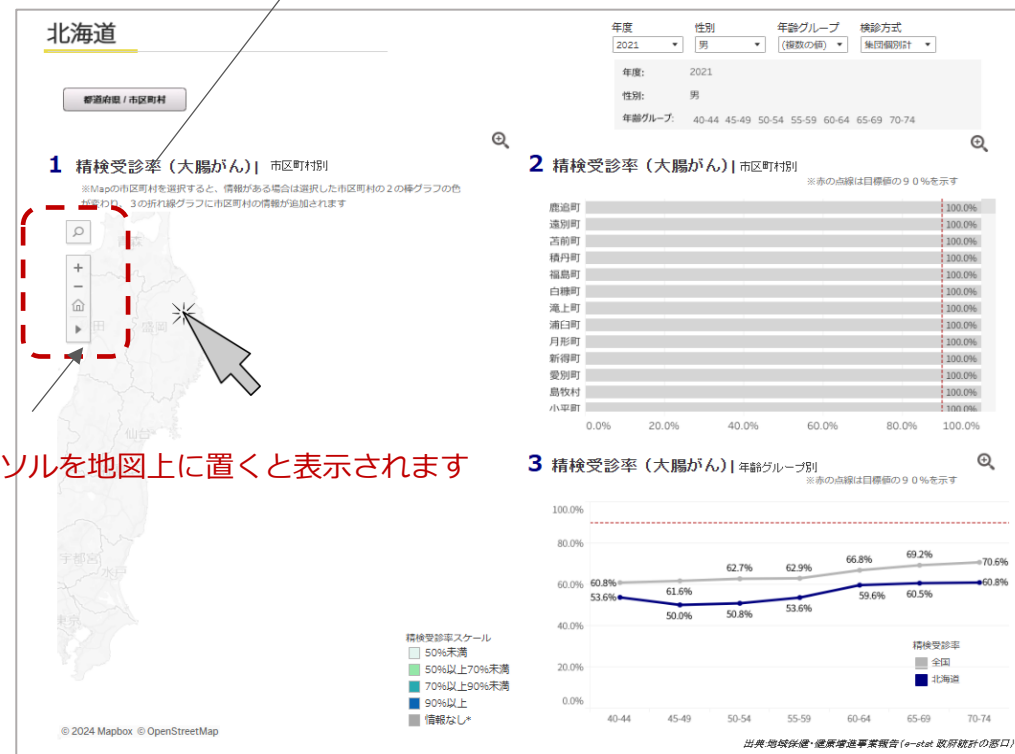 北海道
都道府県 / 市区町村
年度
性別
年齢グループ
検診方式
2021
男
(複数の値)
集団個別計
年度: 2021
性別: 男
年齢グループ: 40-44 45-49 50-54 55-59 60-64 65-69 70-74
1 精検受診率（大腸がん）| 市区町村別
※Mapの市区町村を選択すると、情報がある場合は選択した市区町村の２の棒グラフの色
が変わり、３の折れ線グラフに市区町村の情報が追加されます
青森
田
盛岡
仙台
宇都宮
水戸
東京
ソルを地図上に置くと表示されます
精検受診率スケール
50%未満
50%以上70%未満
70%以上90%未満
90%以上
情報なし*
© 2024 Mapbox © OpenStreetMap
2 精検受診率（大腸がん）| 市区町村別
※赤の点線は目標値の９０%を示す
鹿追町 100.0%
遠別町 100.0%
苫前町 100.0%
積丹町 100.0%
福島町 100.0%
白糠町 100.0%
滝上町 100.0%
浦臼町 100.0%
月形町 100.0%
新得町 100.0%
愛別町 100.0%
島牧村 100.0%
小平町 100.0%
0.0% 20.0% 40.0% 60.0% 80.0% 100.0%
3 精検受診率（大腸がん）| 年齢グループ別
※赤の点線は目標値の９０%を示す
100.0%
80.0%
60.0%
40.0%
20.0%
0.0%
60.8% 61.6% 62.7% 62.9% 66.8% 69.2% 70.6%
53.6% 50.0% 50.8% 53.6% 59.6% 60.5% 60.8%
精検受診率
全国
北海道
40-44 45-49 50-54 55-59 60-64 65-69 70-74
出典:地域保健・健康増進事業報告(e-stat 政府統計の窓口)